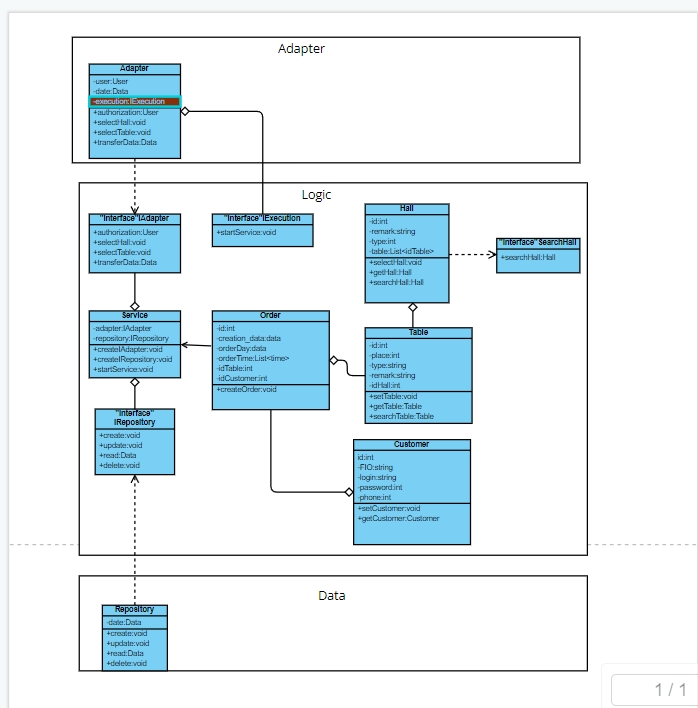 Adapter
Adapter
-user:User
-date:Data
-execution:IExecution
+authorization:User
+selectHall:void
+selectTable:void
+transferData:Data
Logic
"Interface"IAdapter
+authorization:User
+selectHall:void
+selectTable:void
+transferData:Data
"Interface"IExecution
+startService:void
Hall
-id:int
-remark:string
-type:int
-table:List<idTable>
+selectHall:void
+getHall:Hall
+searchHall:Hall
"Interface"SearchHall
+searchHall:Hall
Service
-adapter:IAdapter
-repository:IRepository
+createIAdapter:void
+createIRepository:void
+startService:void
Order
-id:int
-creation_data:data
-orderDay:data
-orderTime:List<time>
-idTable:int
-idCustomer:int
+createOrder:void
Table
-id:int
-place:int
-type:string
-remark:string
-idHall:int
+setTable:void
+getTable:Table
+searchTable:Table
"Interface"
IRepository
+create:void
+update:void
+read:Data
+delete:void
Customer
id:int
-FIO:string
-login:string
-password:int
-phone:int
+setCustomer:void
+getCustomer:Customer
Data
Repository
-date:Data
+create:void
+update:void
+read:Data
+delete:void
1 / 1